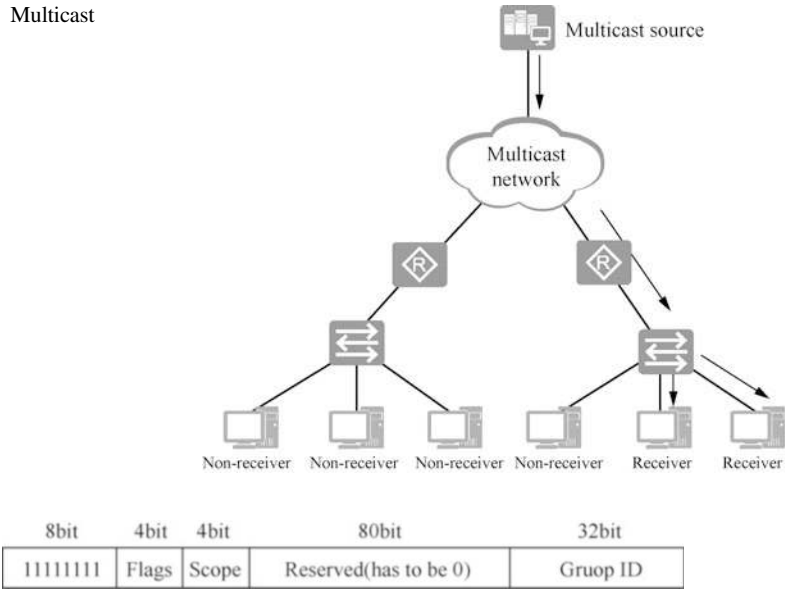 Multicast
Multicast source
Multicast
network
R
R
Non-receiver Non-receiver Non-receiver Non-receiver Receiver Receiver
8bit 4bit 4bit 80bit 32bit
11111111 Flags Scope Reserved(has to be 0) Gruop ID